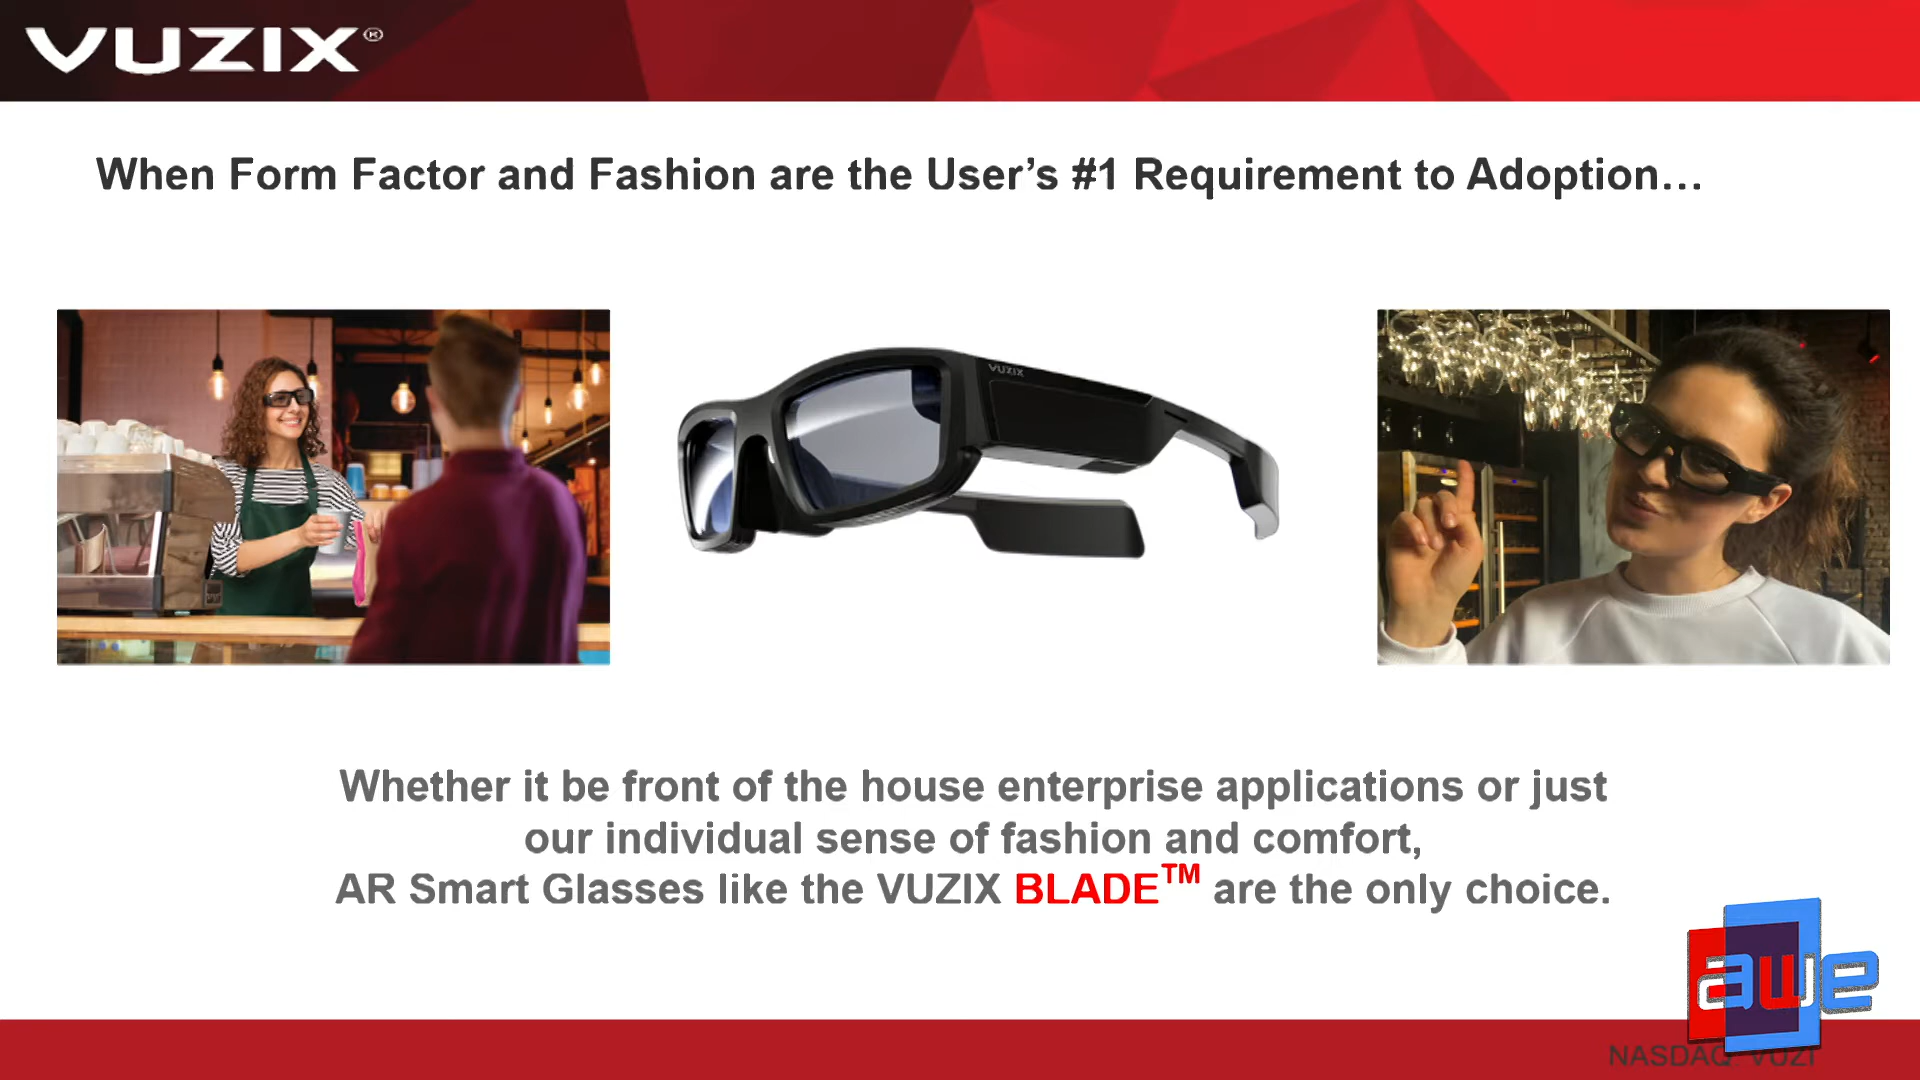 VUZIX®
When Form Factor and Fashion are the User’s #1 Requirement to Adoption…
VUZIX
Whether it be front of the house enterprise applications or just
our individual sense of fashion and comfort,
AR Smart Glasses like the VUZIX BLADE™ are the only choice.
awe
NASDAQ VUZI